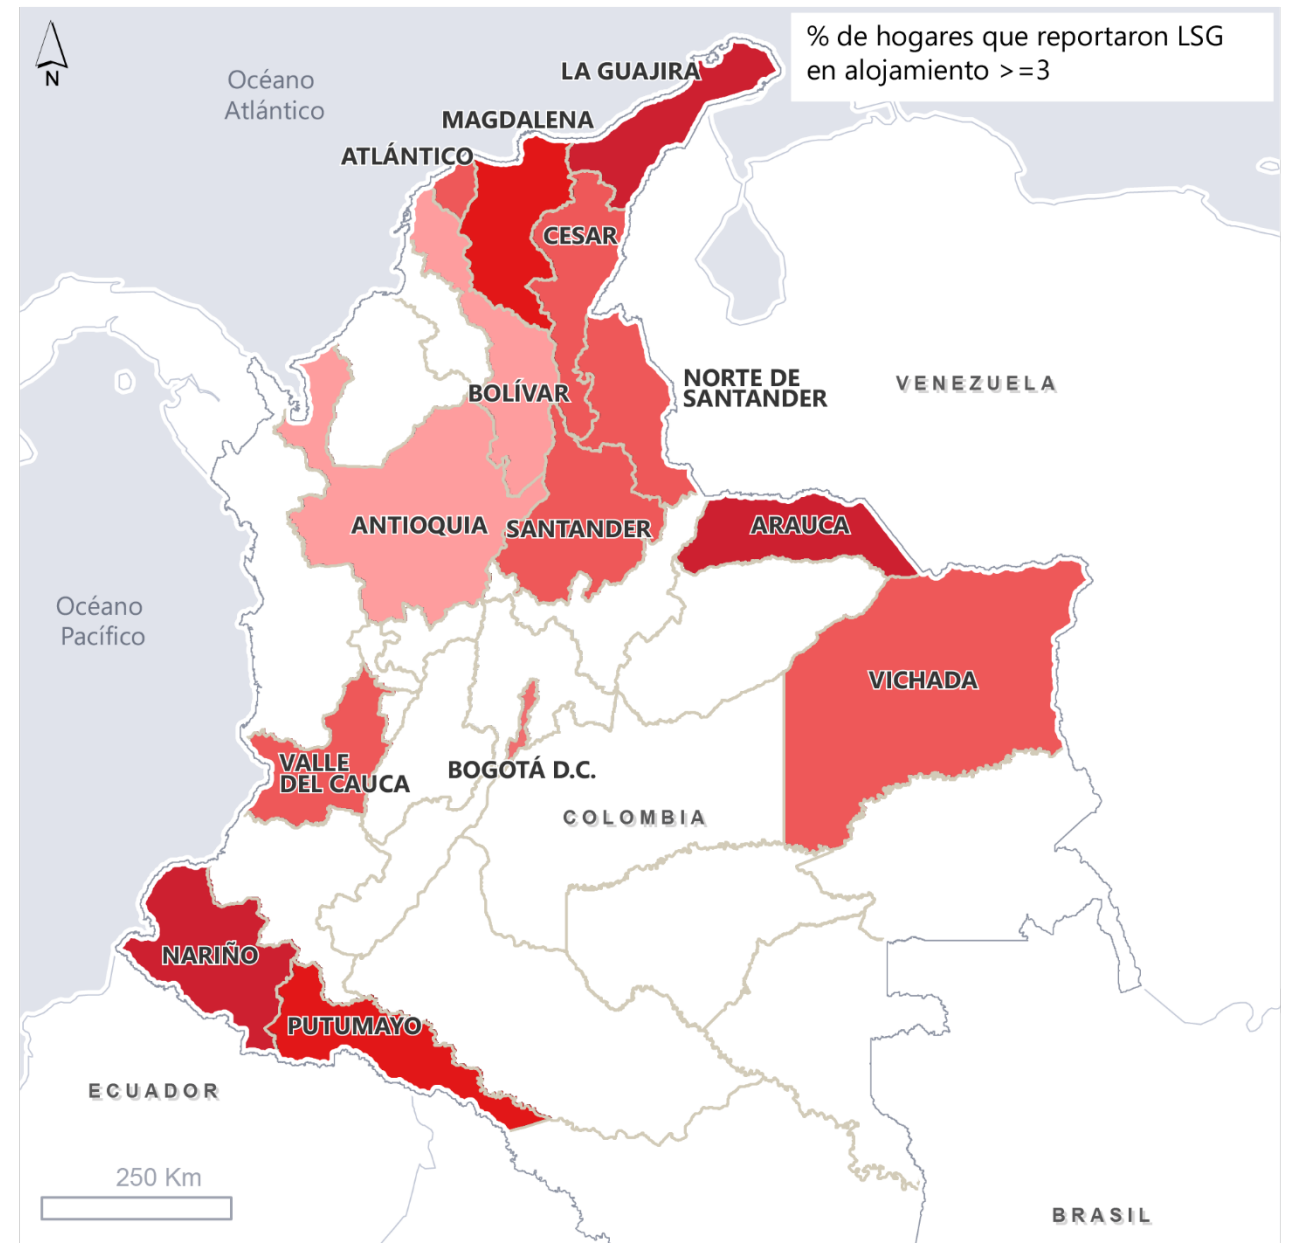 % de hogares que reportaron LSG
en alojamiento >=3
N
Océano
Atlántico
LA GUAJIRA
MAGDALENA
ATLÁNTICO
CESAR
NORTE DE
SANTANDER
VENEZUELA
BOLÍVAR
ANTIOQUIA
SANTANDER
ARAUCA
Océano
Pacífico
VICHADA
VALLE
DEL CAUCA
BOGOTÁ D.C.
COLOMBIA
NARIÑO
PUTUMAYO
ECUADOR
250 Km
BRASIL